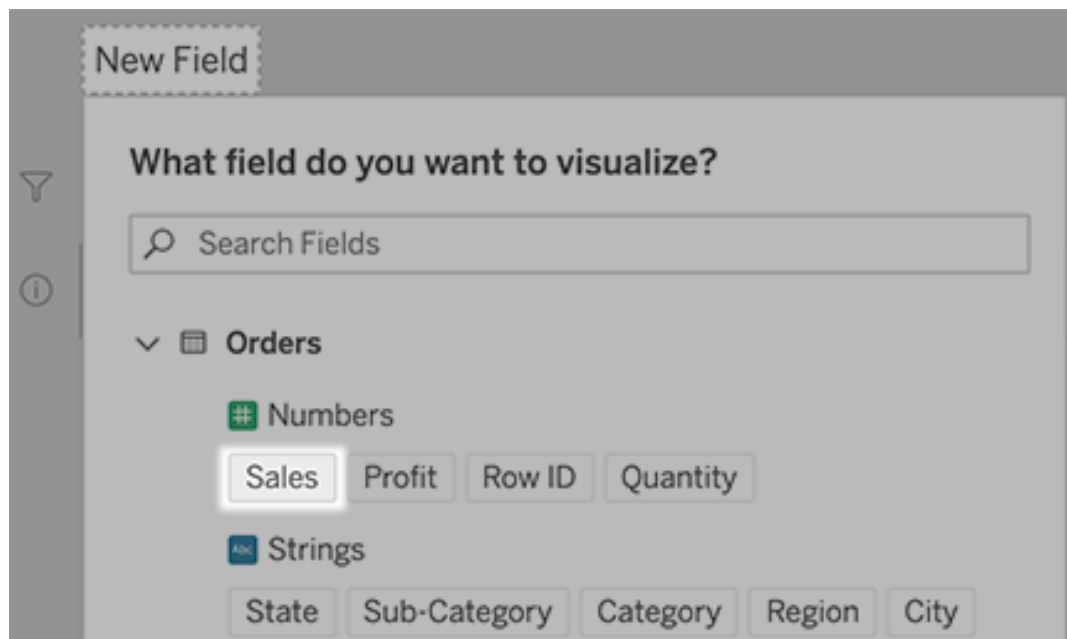 New Field
What field do you want to visualize?
Search Fields
Orders
# Numbers
Sales Profit Row ID Quantity
Abc Strings
State Sub-Category Category Region City